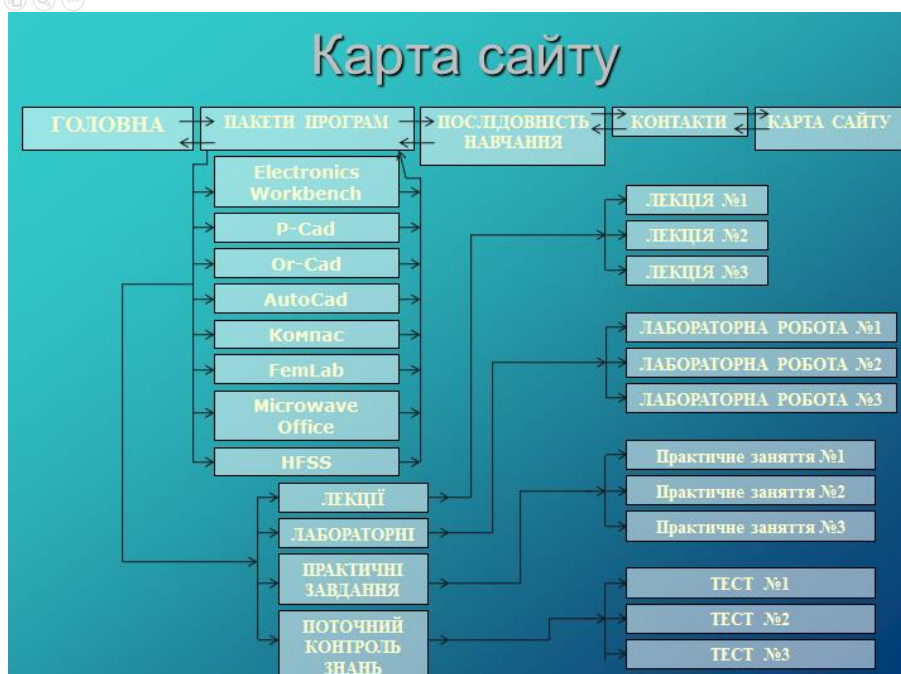 Карта сайту
ГОЛОВНА
ПАКЕТИ ПРОГРАМ
ПОСЛІДОВНІСТЬ
НАВЧАННЯ
КОНТАКТИ
КАРТА САЙТУ
Electronics
Workbench
P-Cad
Or-Cad
AutoCad
Компас
FemLab
Microwave
Office
HFSS
ЛЕКЦІЇ
ЛАБОРАТОРНІ
ПРАКТИЧНІ
ЗАВДАННЯ
ПОТОЧНИЙ
КОНТРОЛЬ
ЗНАНЬ
ЛЕКЦІЯ №1
ЛЕКЦІЯ №2
ЛЕКЦІЯ №3
ЛАБОРАТОРНА РОБОТА №1
ЛАБОРАТОРНА РОБОТА №2
ЛАБОРАТОРНА РОБОТА №3
Практичне заняття №1
Практичне заняття №2
Практичне заняття №3
ТЕСТ №1
ТЕСТ №2
ТЕСТ №3